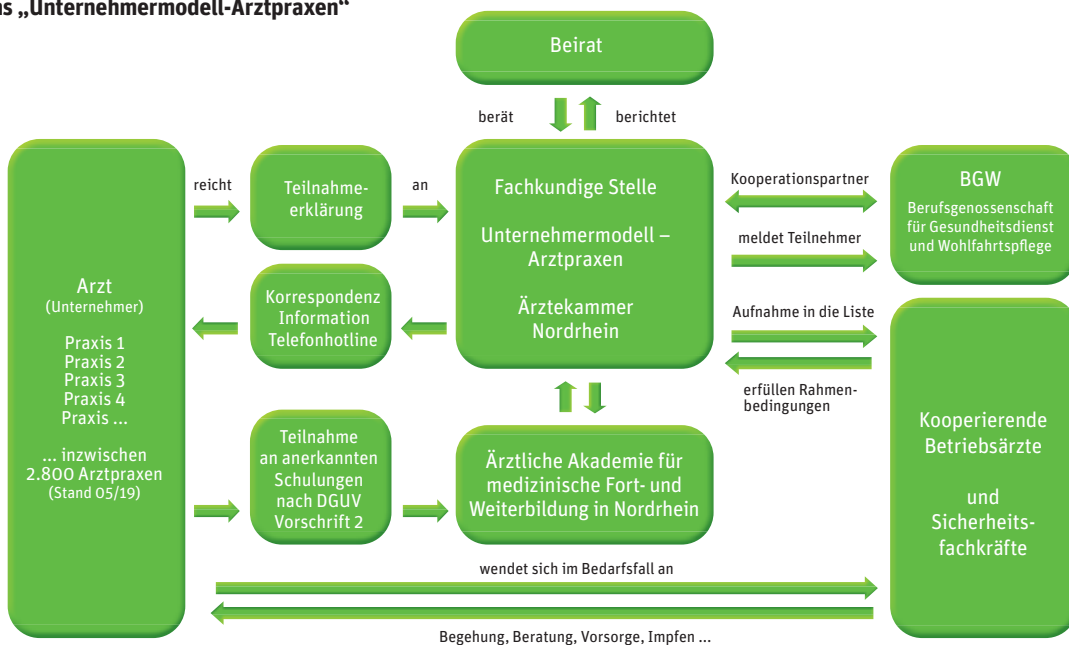 „Unternehmermodell-Arztpraxen“
Beirat
berät
berichtet
reicht
Teilnahme-
erklärung
an
Fachkundige Stelle
Unternehmermodell –
Arztpraxen
Ärztekammer
Nordrhein
Kooperationspartner
meldet Teilnehmer
BGW
Berufsgenossenschaft
für Gesundheitsdienst
und Wohlfahrtspflege
Arzt
(Unternehmer)
Praxis 1
Praxis 2
Praxis 3
Praxis 4
Praxis ...
... inzwischen
2.800 Arztpraxen
(Stand 05/19)
Korrespondenz
Information
Telefonhotline
Aufnahme in die Liste
erfüllen Rahmen-
bedingungen
Kooperierende
Betriebsärzte
und
Sicherheits-
fachkräfte
Teilnahme
an anerkannten
Schulungen
nach DGUV
Vorschrift 2
Ärztliche Akademie für
medizinische Fort- und
Weiterbildung in Nordrhein
wendet sich im Bedarfsfall an
Begehung, Beratung, Vorsorge, Impfen ...